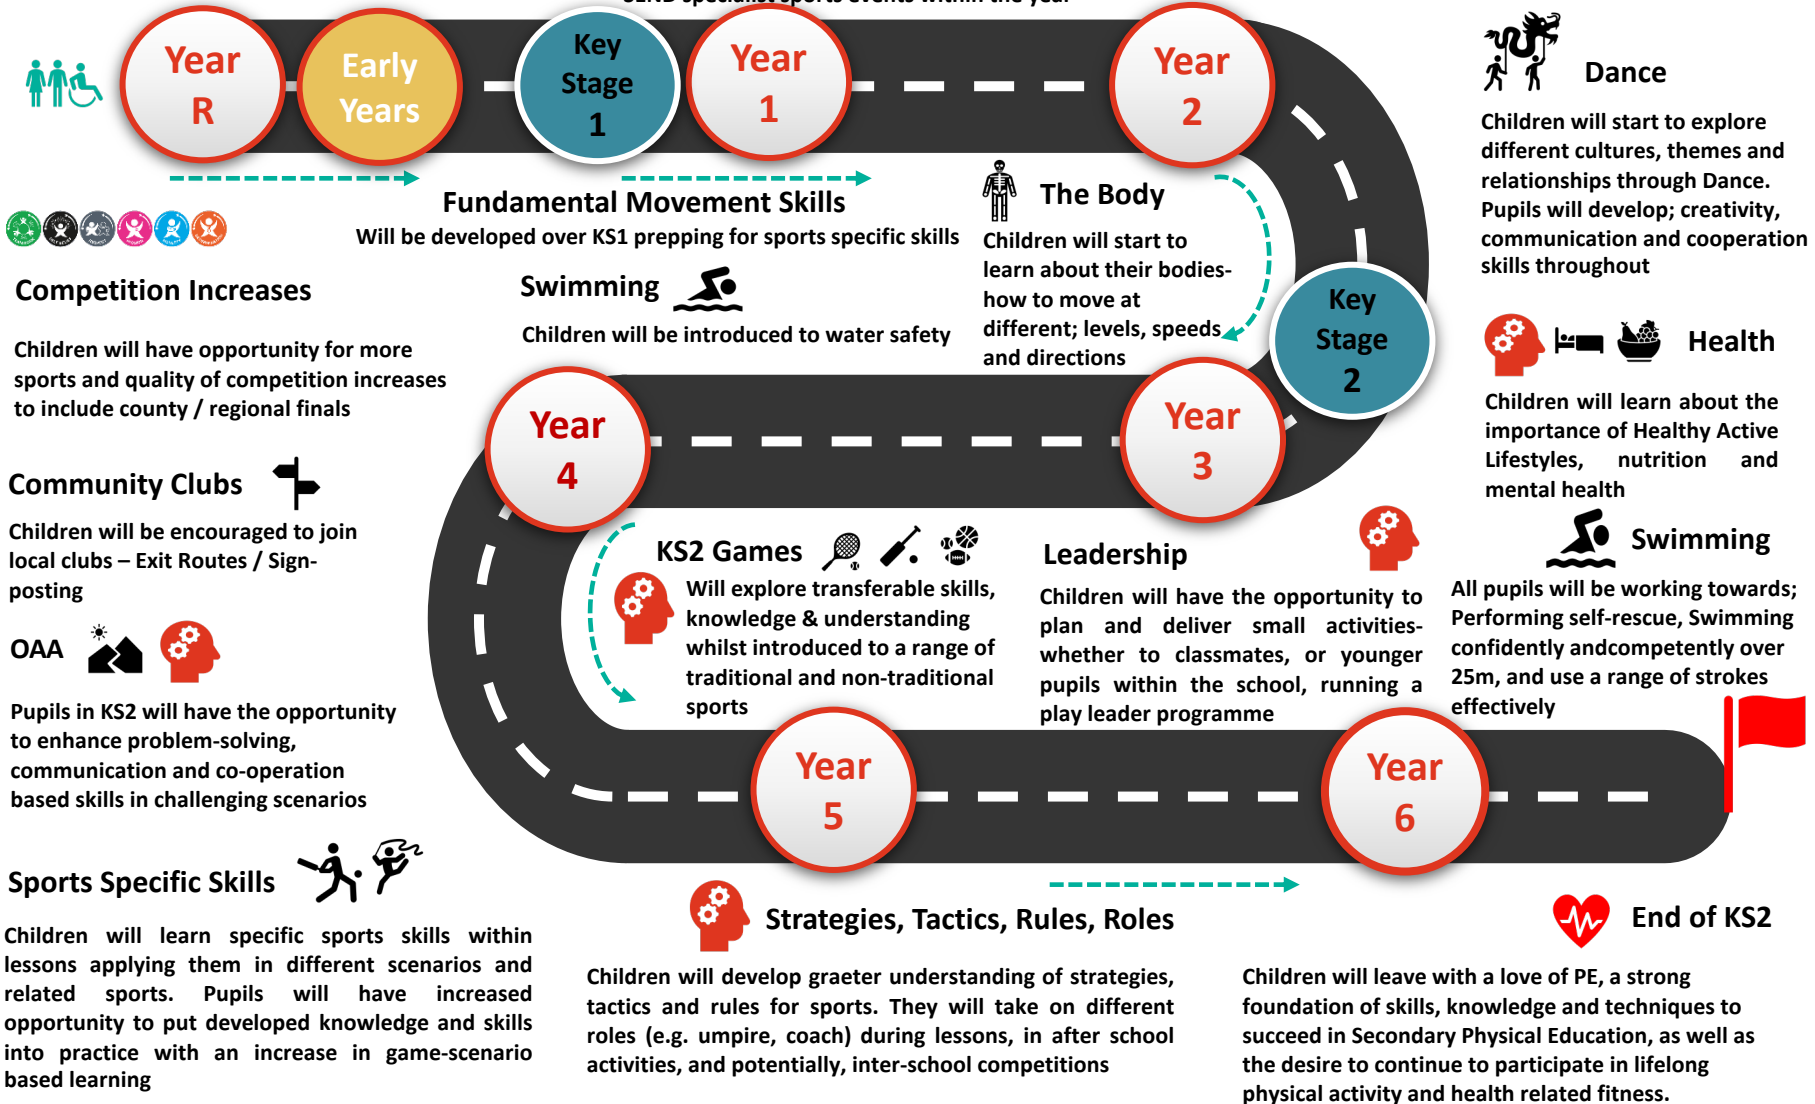 SEND specialist sports events within the year
Year
R
Early
Years
Key
Stage
1
Year
1
Year
2
Dance
Children will start to explore
different cultures, themes and
relationships through Dance.
Pupils will develop; creativity,
communication and cooperation
skills throughout
Fundamental Movement Skills
Will be developed over KS1 prepping for sports specific skills
The Body
Children will start to
learn about their bodies-
how to move at
different; levels, speeds
and directions
Swimming
Children will be introduced to water safety
Competition Increases
Children will have opportunity for more
sports and quality of competition increases
to include county / regional finals
Key
Stage
2
Health
Children will learn about the
importance of Healthy Active
Lifestyles, nutrition and
mental health
Year
3
Year
4
Community Clubs
Children will be encouraged to join
local clubs – Exit Routes / Sign-
posting
KS2 Games
Will explore transferable skills,
knowledge & understanding
whilst introduced to a range of
traditional and non-traditional
sports
Leadership
Children will have the opportunity to
plan and deliver small activities-
whether to classmates, or younger
pupils within the school, running a
play leader programme
Swimming
All pupils will be working towards;
Performing self-rescue, Swimming
confidently andcompetently over
25m, and use a range of strokes
effectively
OAA
Pupils in KS2 will have the opportunity
to enhance problem-solving,
communication and co-operation
based skills in challenging scenarios
Year
5
Year
6
Sports Specific Skills
Children will learn specific sports skills within
lessons applying them in different scenarios and
related sports. Pupils will have increased
opportunity to put developed knowledge and skills
into practice with an increase in game-scenario
based learning
Strategies, Tactics, Rules, Roles
Children will develop graeter understanding of strategies,
tactics and rules for sports. They will take on different
roles (e.g. umpire, coach) during lessons, in after school
activities, and potentially, inter-school competitions
End of KS2
Children will leave with a love of PE, a strong
foundation of skills, knowledge and techniques to
succeed in Secondary Physical Education, as well as
the desire to continue to participate in lifelong
physical activity and health related fitness.